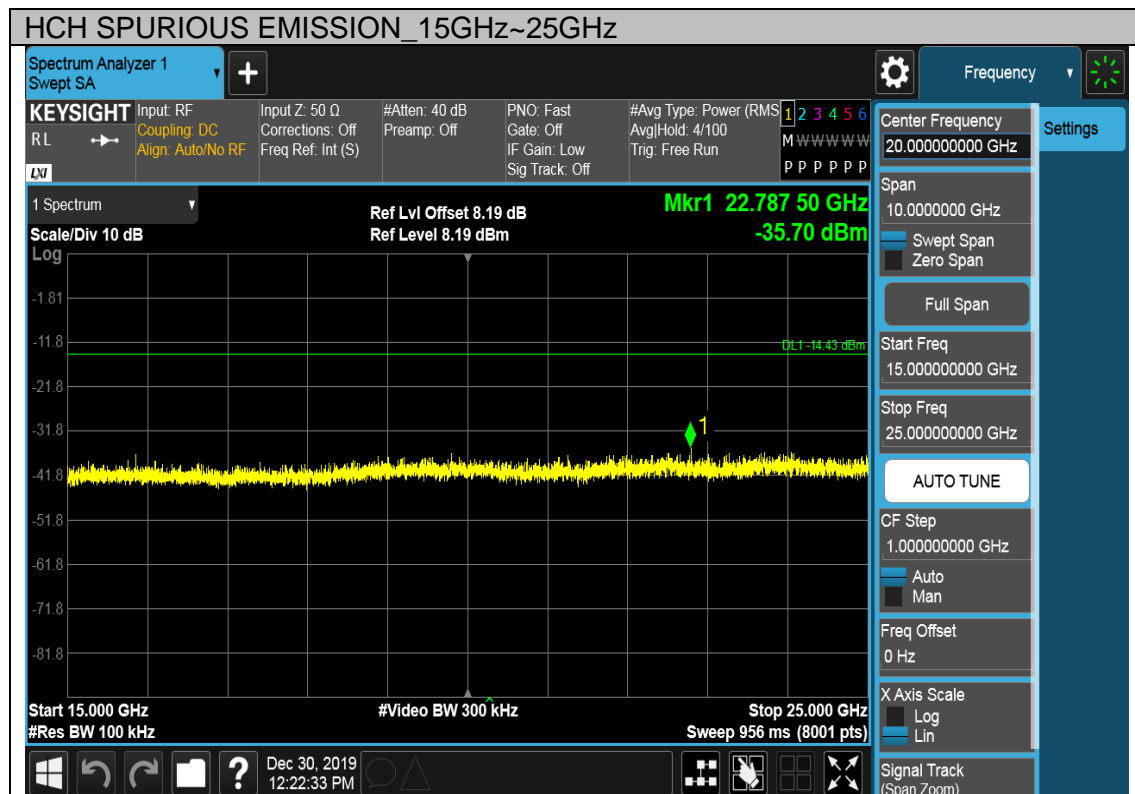 HCH SPURIOUS EMISSION_15GHz~25GHz
Spectrum Analyzer 1
Swept SA
Frequency
KEYSIGHT
RL
LXI
Input: RF
Coupling: DC
Align: Auto/No RF
Input Z: 50 Ω
Corrections: Off
Freq Ref: Int (S)
#Atten: 40 dB
Preamp: Off
PNO: Fast
Gate: Off
IF Gain: Low
Sig Track: Off
#Avg Type: Power (RMS
Avg|Hold: 4/100
Trig: Free Run
1 2 3 4 5 6
M W W W W W
P P P P P P
1 Spectrum
Scale/Div 10 dB
Log
Ref Lvl Offset 8.19 dB
Ref Level 8.19 dBm
Mkr1 22.787 50 GHz
-35.70 dBm
-1.81
-11.8
-21.8
-31.8
-41.8
-51.8
-61.8
-71.8
-81.8
DL1 -14.43 dBm
1
Start 15.000 GHz
#Res BW 100 kHz
#Video BW 300 kHz
Stop 25.000 GHz
Sweep 956 ms (8001 pts)
?
Dec 30, 2019
12:22:33 PM
Center Frequency
20.000000000 GHz
Span
10.0000000 GHz
Swept Span
Zero Span
Full Span
Start Freq
15.000000000 GHz
Stop Freq
25.000000000 GHz
AUTO TUNE
CF Step
1.000000000 GHz
Auto
Man
Freq Offset
0 Hz
X Axis Scale
Log
Lin
Signal Track
(Span Zoom)
Settings